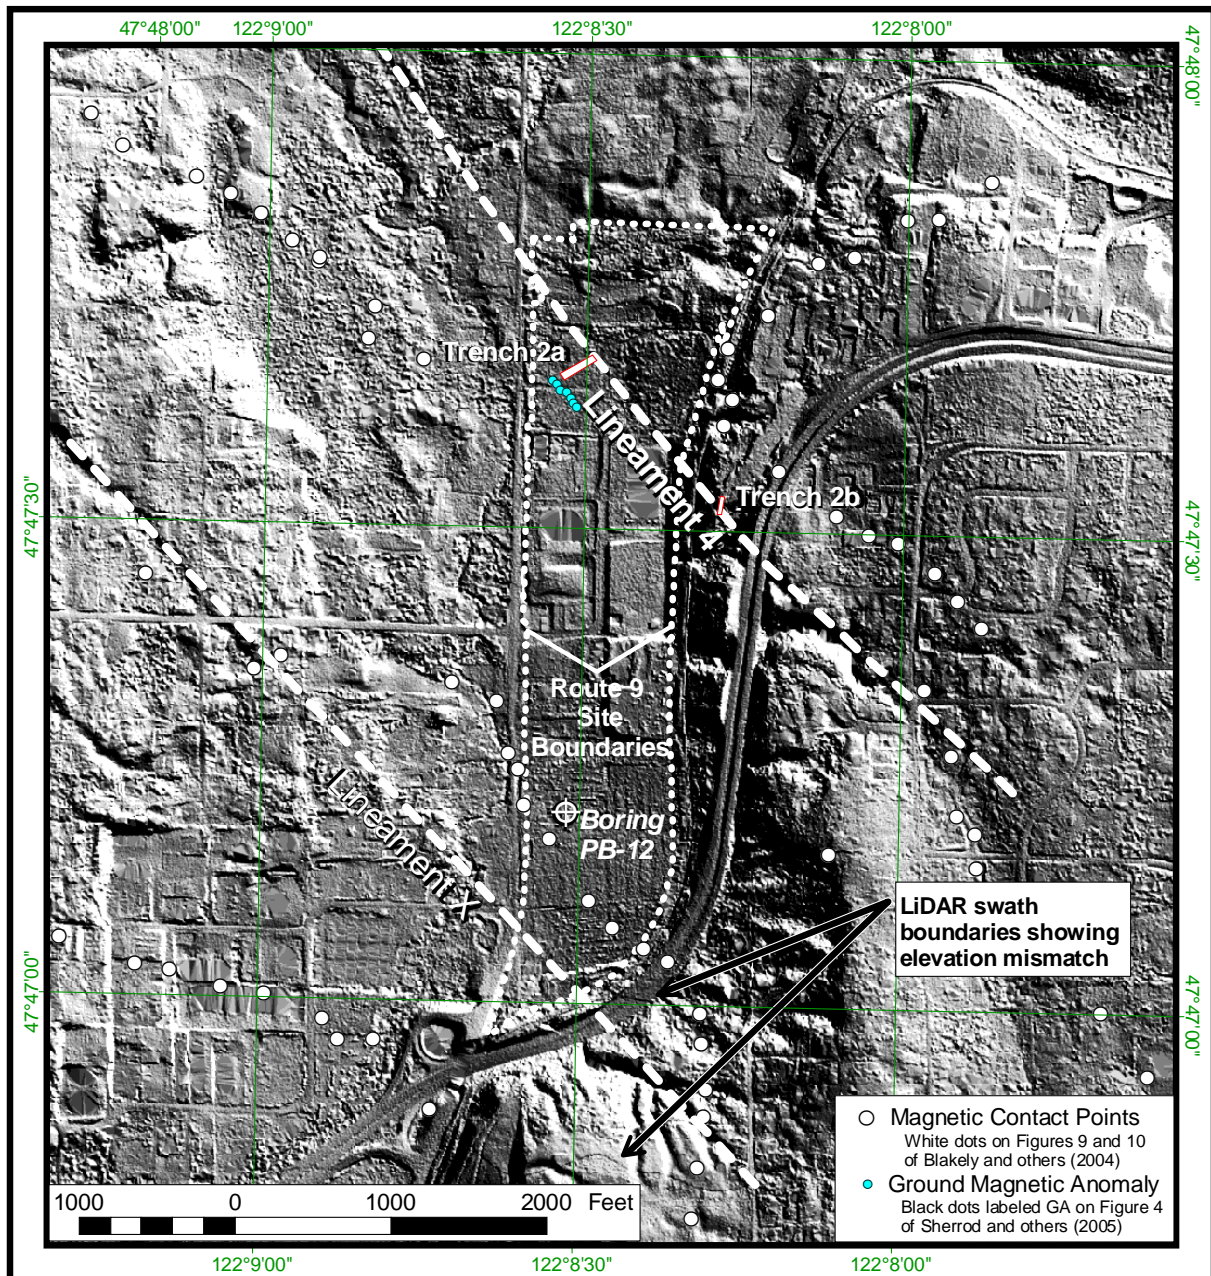 47°48'00"
122°9'00"
122°8'30"
122°8'00"
47°48'00"
Trench 2a
Lineament 4
47°47'30"
Trench 2b
47°47'30"
Route 9
Site
Boundaries
Lineament X
Boring
PB-12
LiDAR swath
boundaries showing
elevation mismatch
47°47'00"
47°47'00"
Magnetic Contact Points
White dots on Figures 9 and 10
of Blakely and others (2004)
Ground Magnetic Anomaly
Black dots labeled GA on Figure 4
of Sherrod and others (2005)
1000 0 1000 2000 Feet
122°9'00"
122°8'30"
122°8'00"